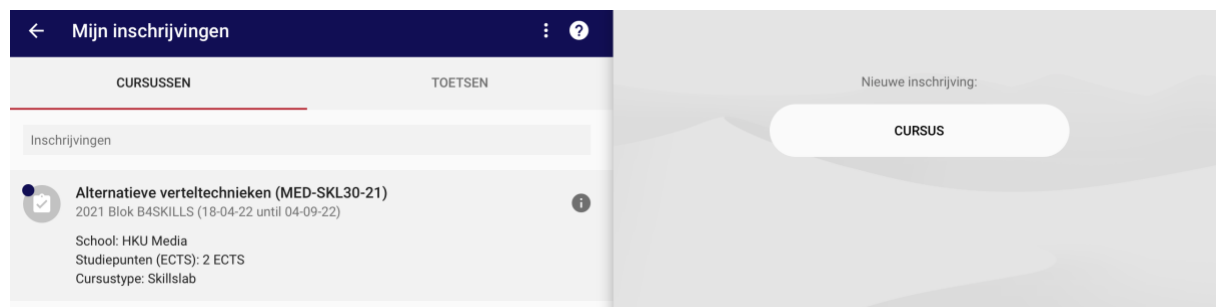 Mijn inschrijvingen
CURSUSSEN
TOETSEN
Inschrijvingen
Alternatieve verteltechnieken (MED-SKL30-21)
2021 Blok B4SKILLS (18-04-22 until 04-09-22)
School: HKU Media
Studiepunten (ECTS): 2 ECTS
Cursustype: Skillslab
Nieuwe inschrijving:
CURSUS